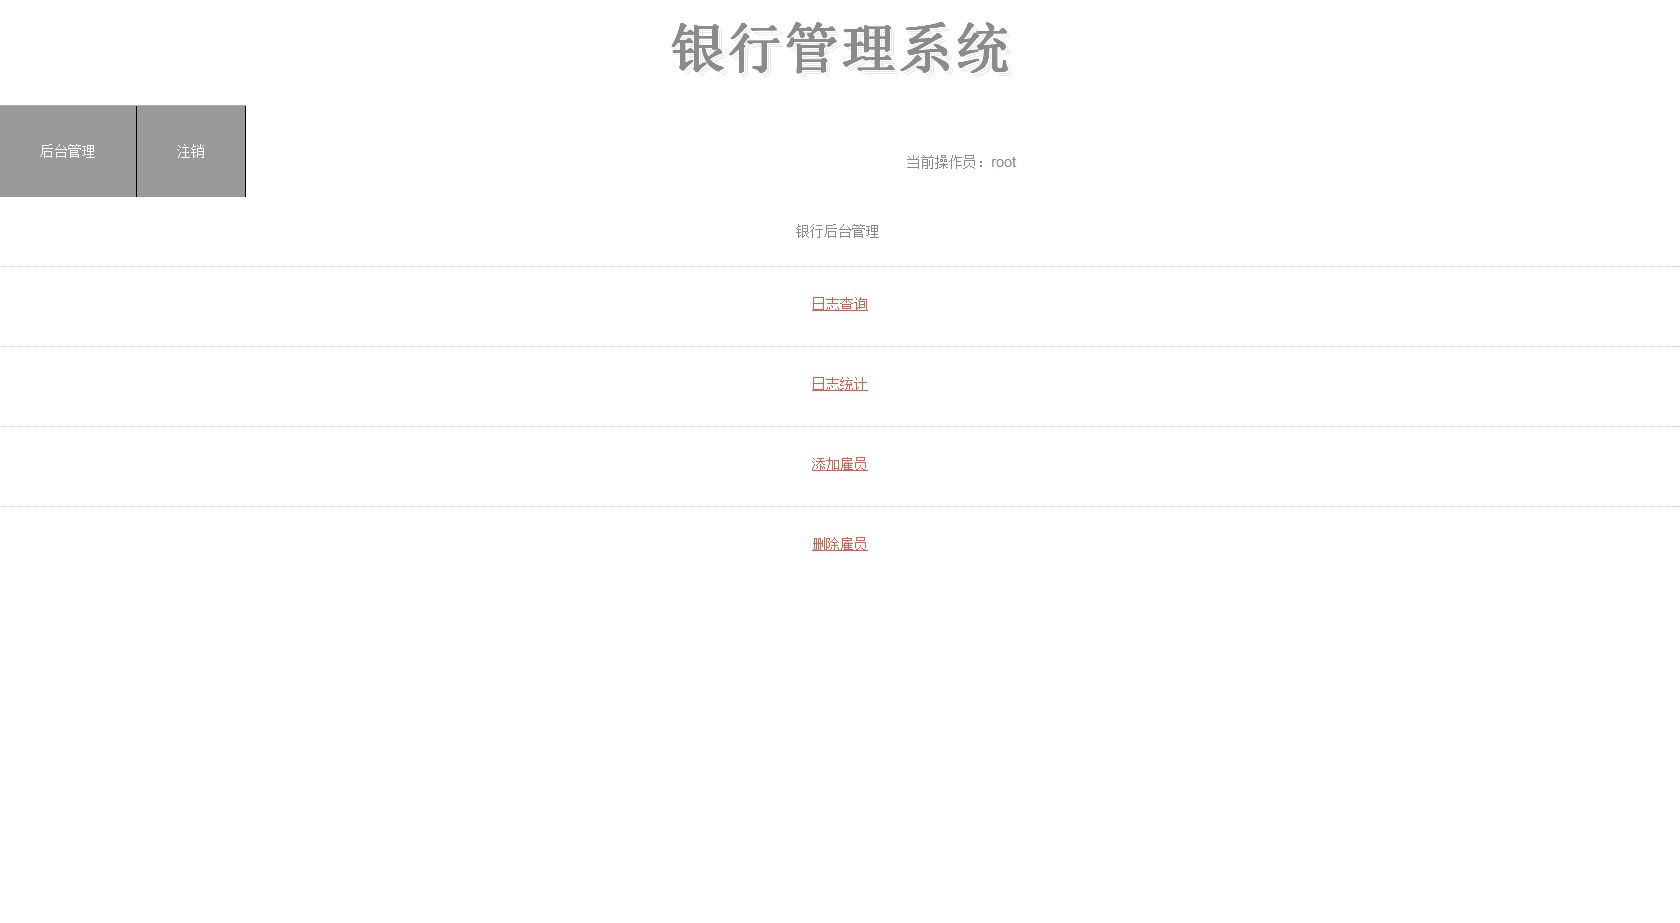 银行管理系统
后台管理 注销
当前操作员：root
银行后台管理
日志查询
日志统计
添加雇员
删除雇员